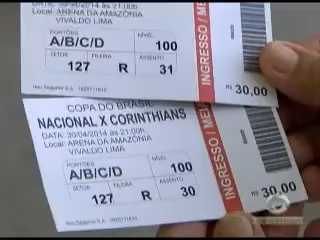 DATA: 30/04/2014 às 21:00h
Local: ARENA DA AMAZÔNIA
VIVALDO LIMA
PORTÕES NÍVEL
A/B/C/D 100
SETOR FILEIRA ASSENTO
127 R 31
INGRESSO / MEI
R$ 30,00
COPA DO BRASIL
NACIONAL X CORINTHIANS
DATA: 30/04/2014 às 21:00h
Local: ARENA DA AMAZÔNIA
VIVALDO LIMA
PORTÕES NÍVEL
A/B/C/D 100
SETOR FILEIRA ASSENTO
127 R 30
INGRESSO / MEI
R$ 30,00